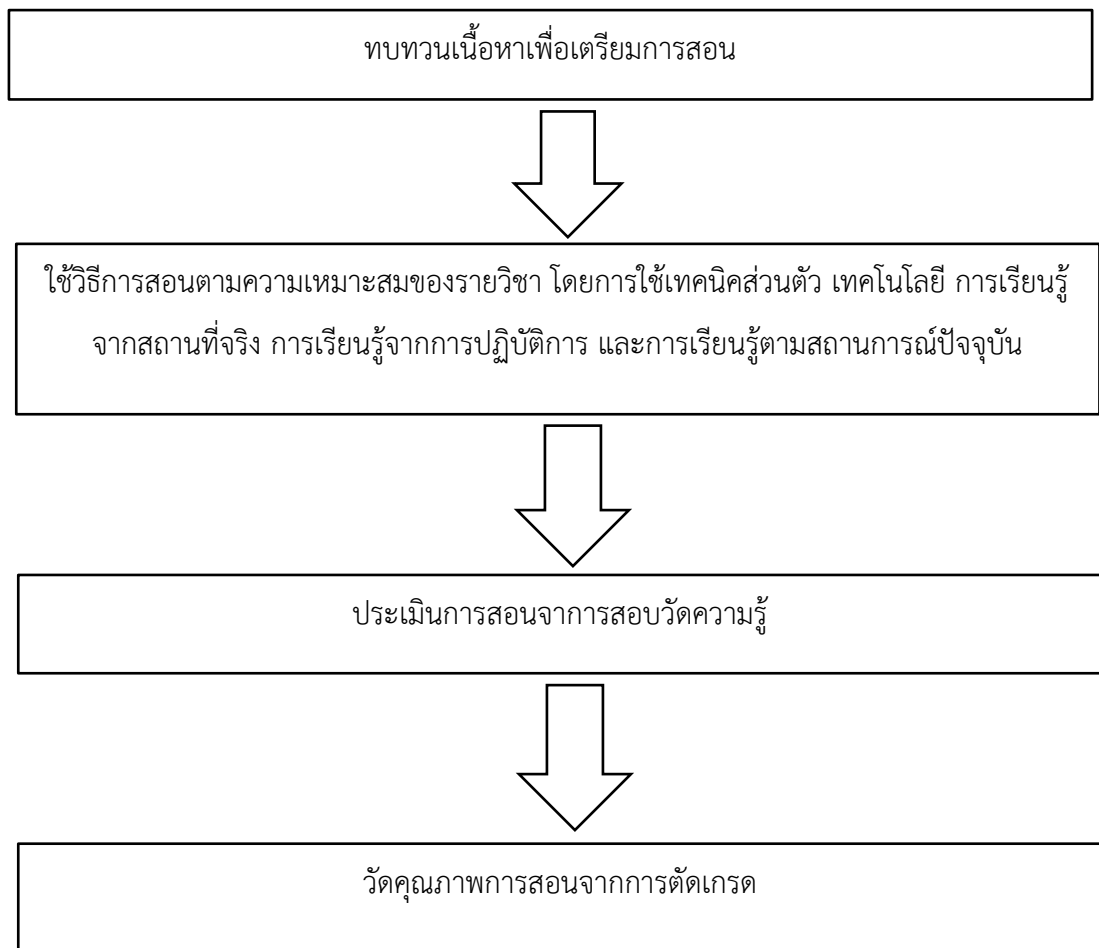 ทบทวนเนื้อหาเพื่อเตรียมการสอน
ใช้วิธีการสอนตามความเหมาะสมของรายวิชา โดยการใช้เทคนิคส่วนตัว เทคโนโลยี การเรียนรู้
จากสถานที่จริง การเรียนรู้จากการปฏิบัติการ และการเรียนรู้ตามสถานการณ์ปัจจุบัน
ประเมินการสอนจาการสอบวัดความรู้
วัดคุณภาพการสอนจากการตัดเกรด